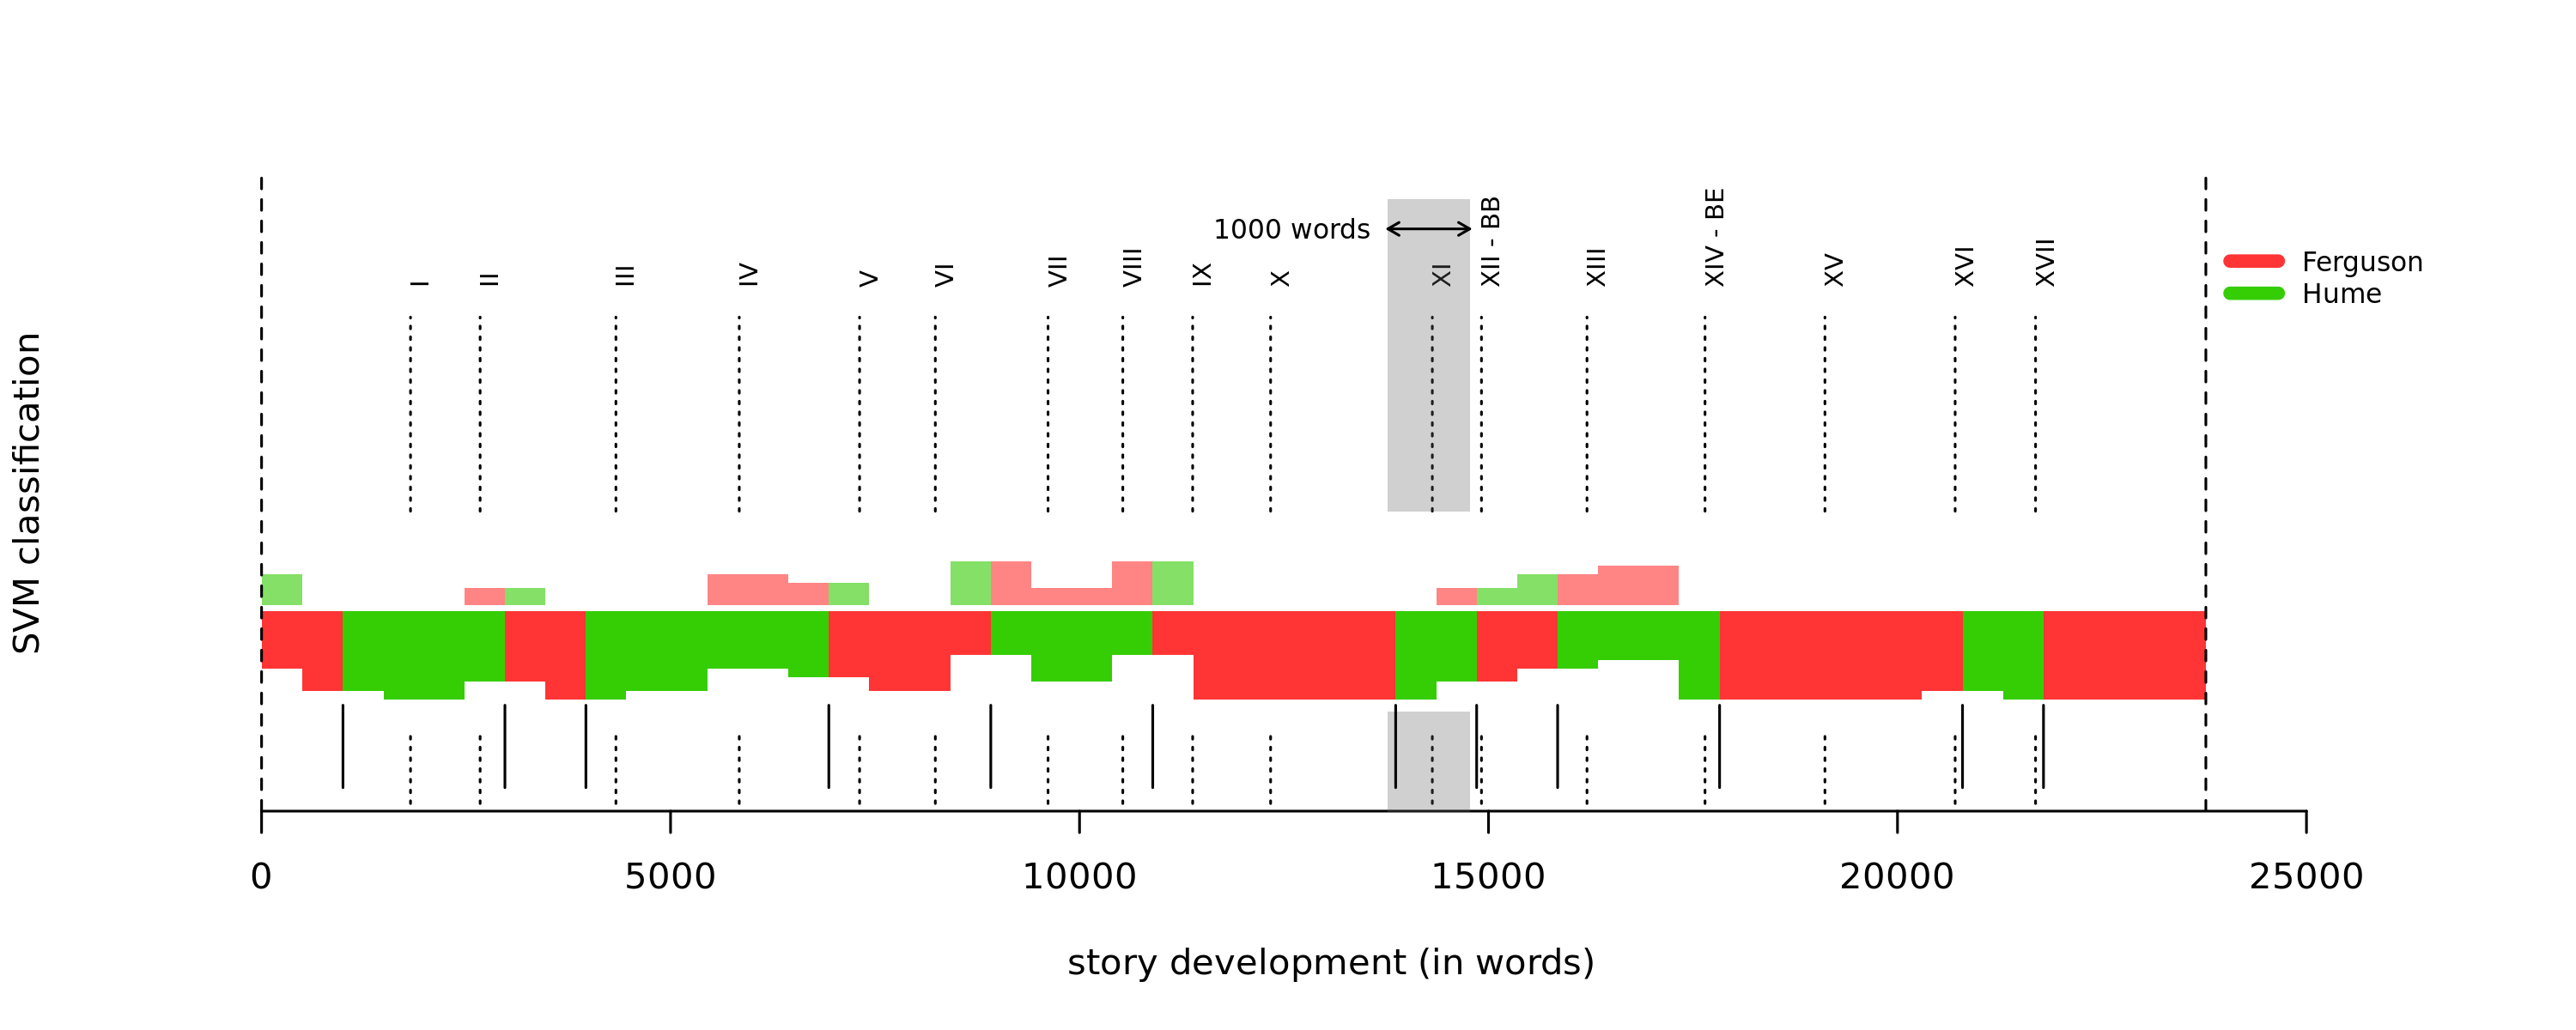 SVM classification
I
II
III
IV
V
VI
VII
VIII
IX
X
1000 words
XI
XII - BB
XIII
XIV - BE
XV
XVI
XVII
Ferguson
Hume
0
5000
10000
15000
20000
25000
story development (in words)